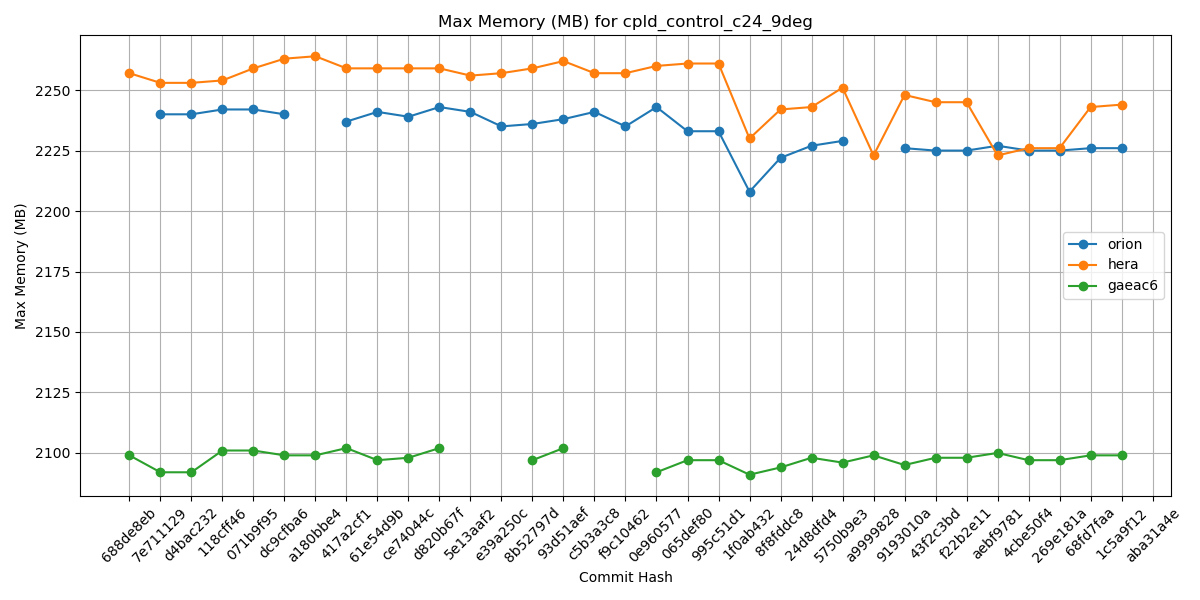 Max Memory (MB) for cpld_control_c24_9deg
Max Memory (MB)
2250
2225
2200
2175
2150
2125
2100
orion
hera
gaeac6
688de8eb
7e711129
d4bac232
118cff46
071b9f95
dc9cfba6
a180bbe4
417a2cf1
61e54d9b
ce74044c
d820b67f
5e13aaf2
e39a250c
8b52797d
93d51aef
c5b3a3c8
f9c10462
0e960577
065def80
995c51d1
1f0ab432
8f8fddc8
24d8dfd4
5750b9e3
a9999828
9193010a
43f2c3bd
f22b2e11
aebf9781
4cbe50f4
269e181a
68fd7faa
1c5a9f12
aba31a4e
Commit Hash